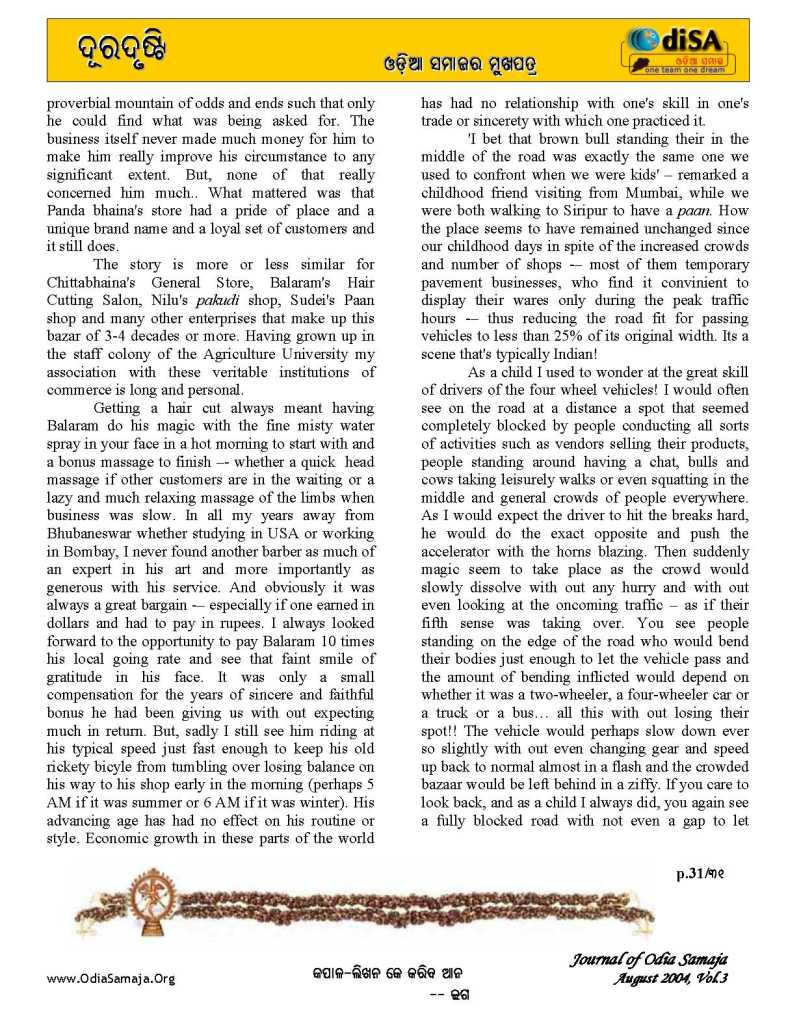 ଦୂରଦୃଷ୍ଟି
ଓଡ଼ିଆ ସମାଜର ମୁଖପତ୍ର
OdiSA
ଓଡିଆ ସମାଜ
one team one dream
proverbial mountain of odds and ends such that only
he could find what was being asked for. The
business itself never made much money for him to
make him really improve his circumstance to any
significant extent. But, none of that really
concerned him much.. What mattered was that
Panda bhaina's store had a pride of place and a
unique brand name and a loyal set of customers and
it still does.
The story is more or less similar for
Chittabhaina's General Store, Balaram's Hair
Cutting Salon, Nilu's pakudi shop, Sudei's Paan
shop and many other enterprises that make up this
bazar of 3-4 decades or more. Having grown up in
the staff colony of the Agriculture University my
association with these veritable institutions of
commerce is long and personal.
Getting a hair cut always meant having
Balaram do his magic with the fine misty water
spray in your face in a hot morning to start with and
a bonus massage to finish –- whether a quick head
massage if other customers are in the waiting or a
lazy and much relaxing massage of the limbs when
business was slow. In all my years away from
Bhubaneswar whether studying in USA or working
in Bombay, I never found another barber as much of
an expert in his art and more importantly as
generous with his service. And obviously it was
always a great bargain -– especially if one earned in
dollars and had to pay in rupees. I always looked
forward to the opportunity to pay Balaram 10 times
his local going rate and see that faint smile of
gratitude in his face. It was only a small
compensation for the years of sincere and faithful
bonus he had been giving us with out expecting
much in return. But, sadly I still see him riding at
his typical speed just fast enough to keep his old
rickety bicyle from tumbling over losing balance on
his way to his shop early in the morning (perhaps 5
AM if it was summer or 6 AM if it was winter). His
advancing age has had no effect on his routine or
style. Economic growth in these parts of the world
has had no relationship with one's skill in one's
trade or sincerety with which one practiced it.
'I bet that brown bull standing their in the
middle of the road was exactly the same one we
used to confront when we were kids' – remarked a
childhood friend visiting from Mumbai, while we
were both walking to Siripur to have a paan. How
the place seems to have remained unchanged since
our childhood days in spite of the increased crowds
and number of shops -– most of them temporary
pavement businesses, who find it convinient to
display their wares only during the peak traffic
hours -– thus reducing the road fit for passing
vehicles to less than 25% of its original width. Its a
scene that's typically Indian!
As a child I used to wonder at the great skill
of drivers of the four wheel vehicles! I would often
see on the road at a distance a spot that seemed
completely blocked by people conducting all sorts
of activities such as vendors selling their products,
people standing around having a chat, bulls and
cows taking leisurely walks or even squatting in the
middle and general crowds of people everywhere.
As I would expect the driver to hit the breaks hard,
he would do the exact opposite and push the
accelerator with the horns blazing. Then suddenly
magic seem to take place as the crowd would
slowly dissolve with out any hurry and with out
even looking at the oncoming traffic – as if their
fifth sense was taking over. You see people
standing on the edge of the road who would bend
their bodies just enough to let the vehicle pass and
the amount of bending inflicted would depend on
whether it was a two-wheeler, a four-wheeler car or
a truck or a bus… all this with out losing their
spot!! The vehicle would perhaps slow down ever
so slightly with out even changing gear and speed
up back to normal almost in a flash and the crowded
bazaar would be left behind in a ziffy. If you care to
look back, and as a child I always did, you again see
a fully blocked road with not even a gap to let
p.31/୩୧
www.OdiaSamaja.Org
କପାଳ-ଲିଖନ କେ କରିବ ଆନ
-- ଭଗ
Journal of Odia Samaja
August 2004, Vol.3